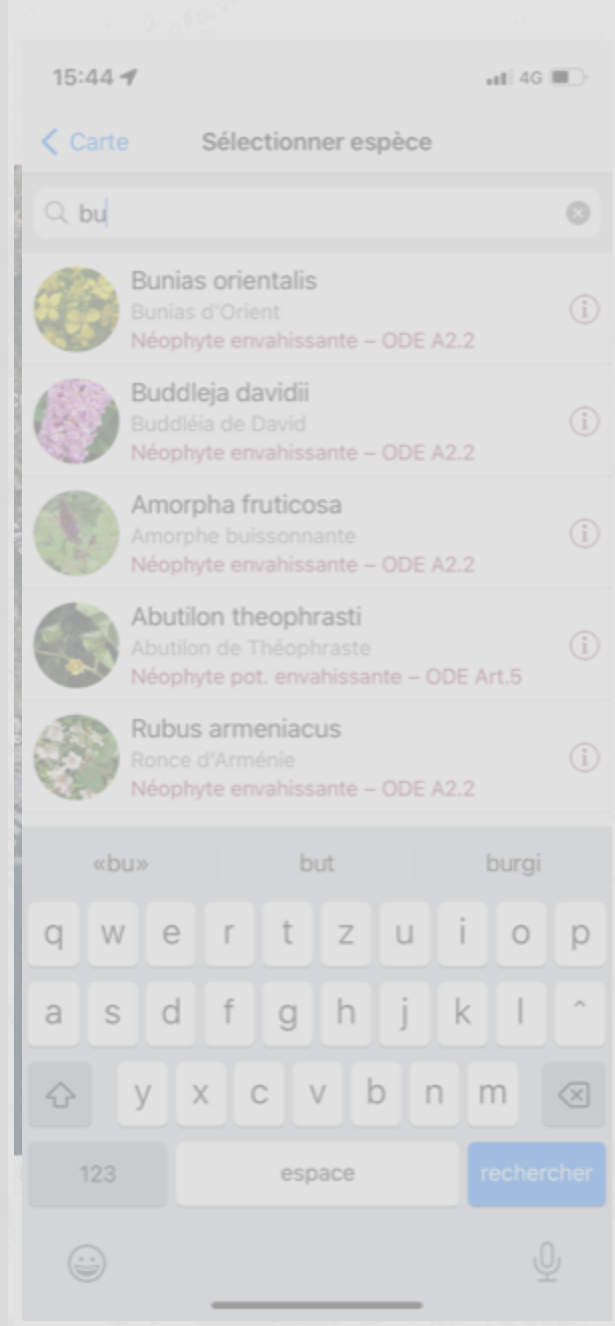 15:44 4G
Carte Sélectionner espèce
bu
Bunias orientalis
Bunias d'Orient
Néophyte envahissante – ODE A2.2
Buddleja davidii
Buddléia de David
Néophyte envahissante – ODE A2.2
Amorpha fruticosa
Amorphe buissonnante
Néophyte envahissante – ODE A2.2
Abutilon theophrasti
Abutilon de Théophraste
Néophyte pot. envahissante – ODE Art.5
Rubus armeniacus
Ronce d'Arménie
Néophyte envahissante – ODE A2.2
«bu» but burgi
q w e r t z u i o p
a s d f g h j k l ^
y x c v b n m
123 espace rechercher